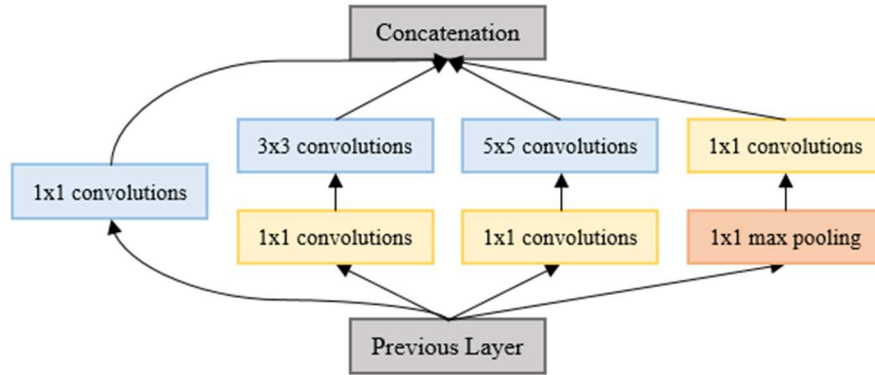 Concatenation
3x3 convolutions
5x5 convolutions
1x1 convolutions
1x1 convolutions
1x1 convolutions
1x1 convolutions
1x1 max pooling
Previous Layer